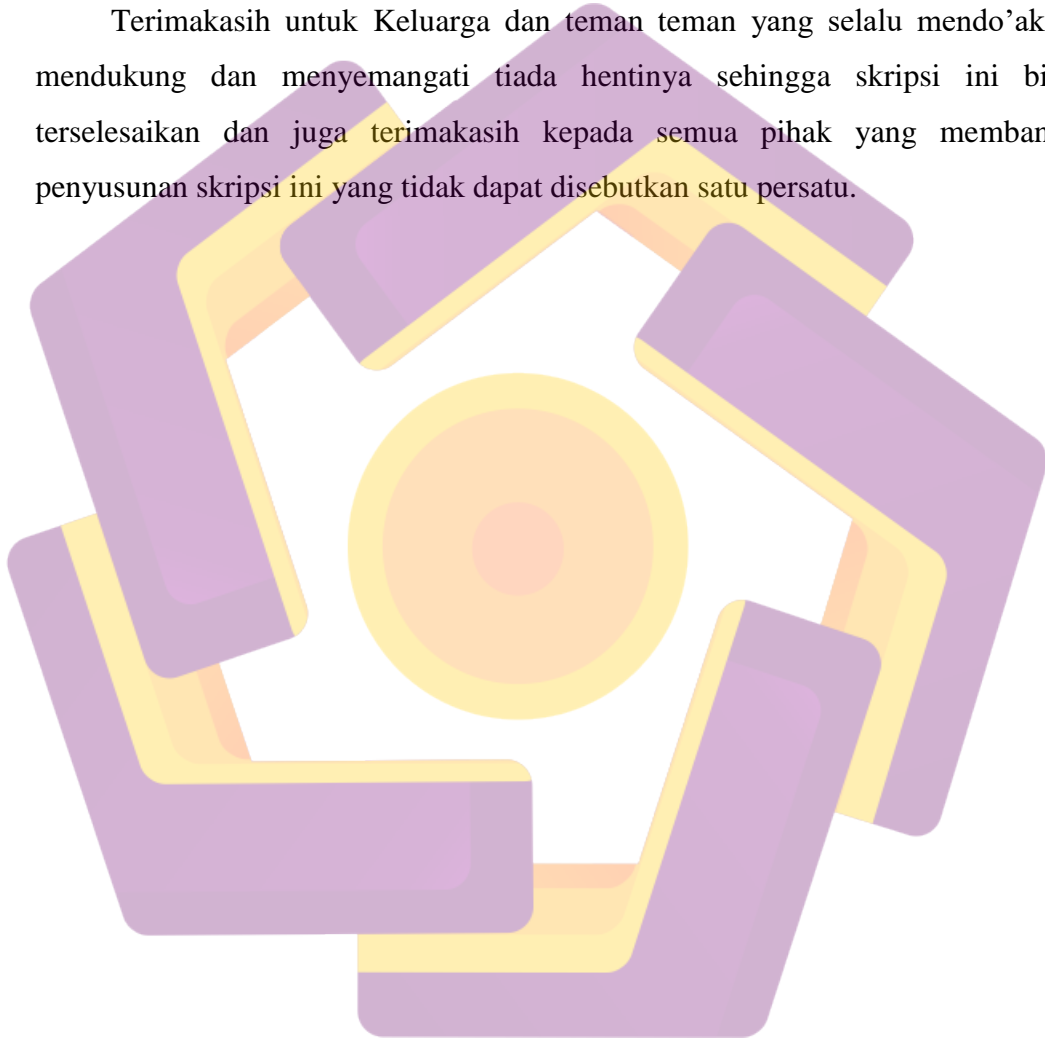 Terimakasih untuk Keluarga dan teman teman yang selalu mendo’ak
mendukung dan menyemangati tiada hentinya sehingga skripsi ini bi
terselesaikan dan juga terimakasih kepada semua pihak yang memban
penyusunan skripsi ini yang tidak dapat disebutkan satu persatu.